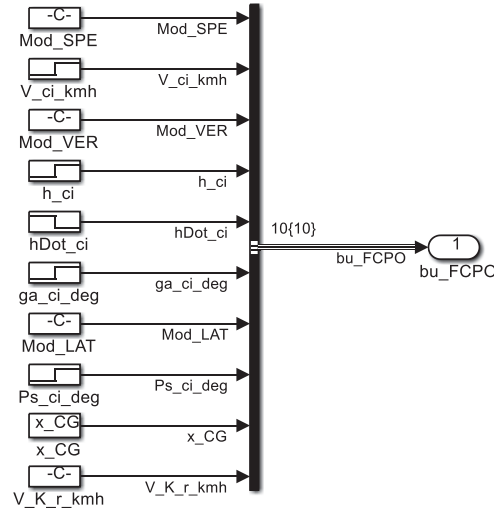 -C-
Mod_SPE
Mod_SPE
V_ci_kmh
V_ci_kmh
-C-
Mod_VER
Mod_VER
h_ci
h_ci
hDot_ci
hDot_ci
10{10}
bu_FCPO
1
bu_FCPO
ga_ci_deg
ga_ci_deg
-C-
Mod_LAT
Mod_LAT
Ps_ci_deg
Ps_ci_deg
x_CG
x_CG
x_CG
-C-
V_K_r_kmh
V_K_r_kmh